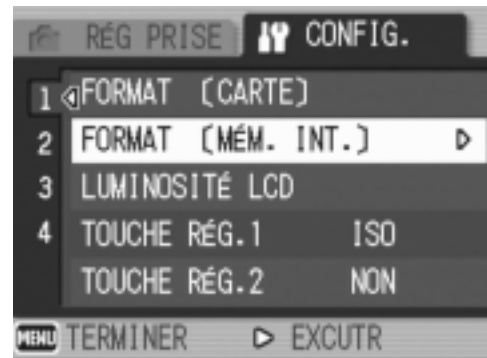 RÉG PRISE CONFIG.
1 FORMAT [CARTE]
2 FORMAT [MÉM. INT.]
3 LUMINOSITÉ LCD
4 TOUCHE RÉG.1 ISO
TOUCHE RÉG.2 NON
MENU TERMINER EXCUTR